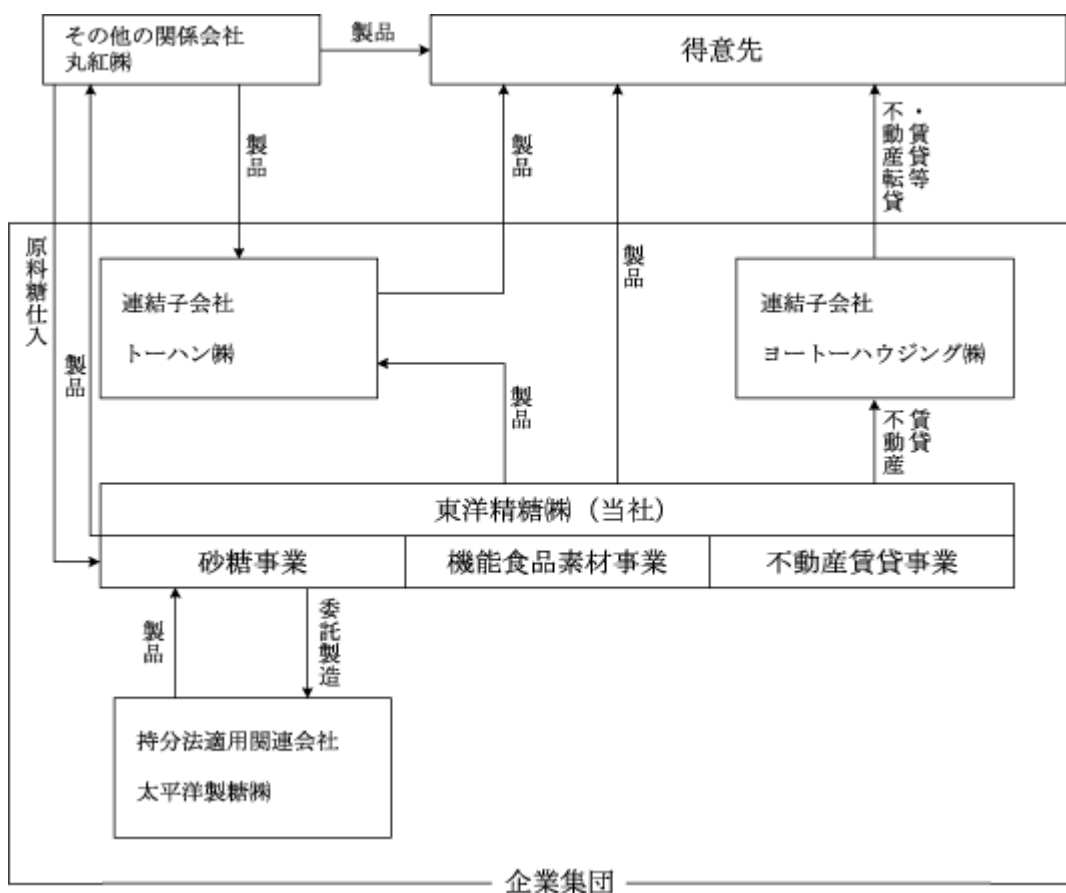 その他の関係会社
丸紅㈱
製品
得意先
製品
製品
不動産転貸
・賃貸等
原料糖仕入
製品
製品
連結子会社
トーハン㈱
連結子会社
ヨートーハウジング㈱
製品
不動産
賃貸
東洋精糖㈱（当社）
砂糖事業
機能食品素材事業
不動産賃貸事業
製品
委託製造
持分法適用関連会社
太平洋製糖㈱
企業集団